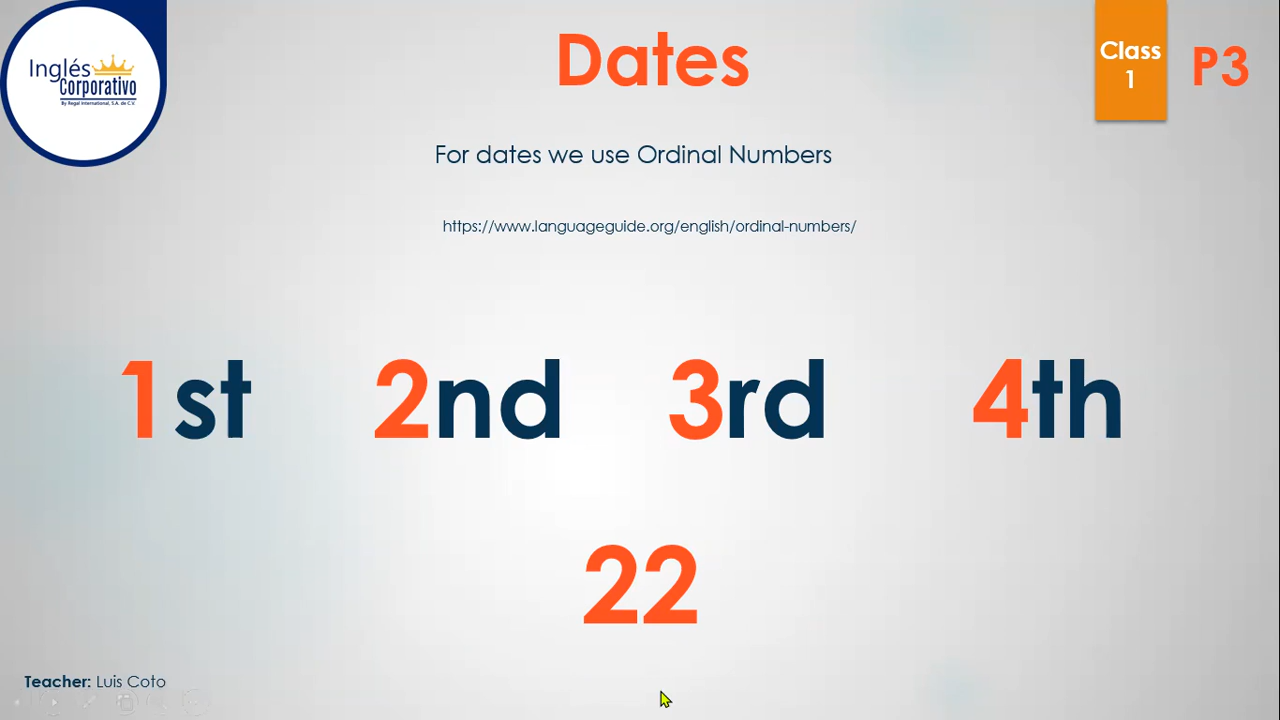 Inglés
Corporativo
By Regal International, S.A. de C.V.
Dates
Class
1
P3
For dates we use Ordinal Numbers
https://www.languageguide.org/english/ordinal-numbers/
1st 2nd 3rd 4th
22
Teacher: Luis Coto